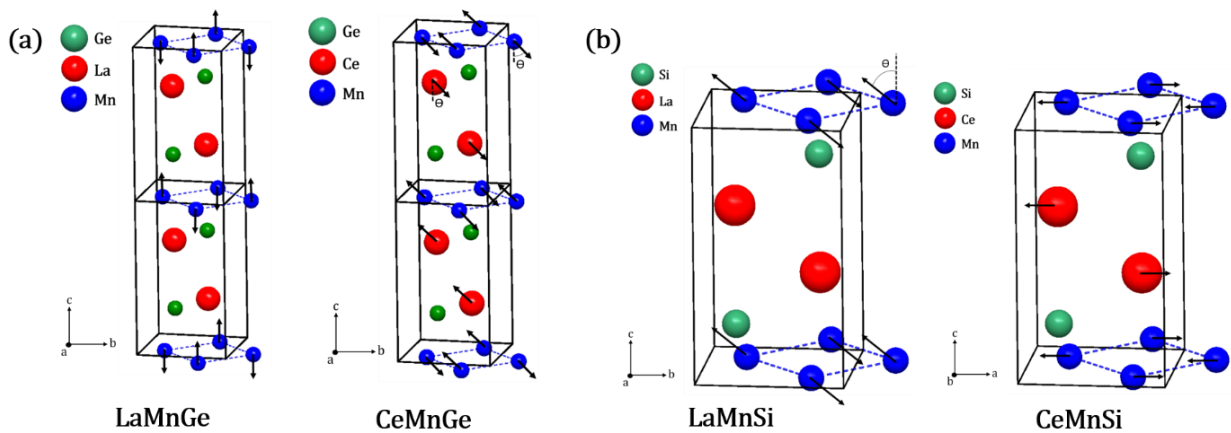 (a)
Ge
La
Mn
c
a
b
LaMnGe
Ge
Ce
Mn
Θ
Θ
c
a
b
CeMnGe
(b)
Si
La
Mn
Θ
c
a
b
LaMnSi
Si
Ce
Mn
c
b
a
CeMnSi